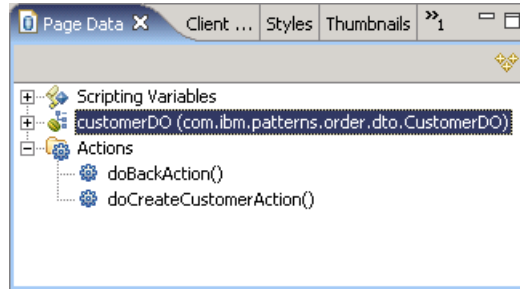 Page Data Client ... Styles Thumbnails »1
Scripting Variables
customerDO (com.ibm.patterns.order.dto.CustomerDO)
Actions
doBackAction()
doCreateCustomerAction()